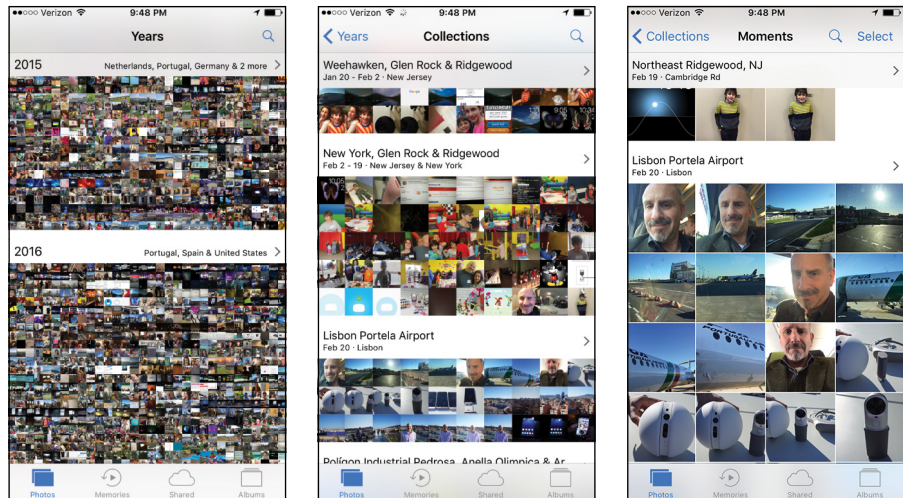 Verizon 9:48 PM
Years
2015 Netherlands, Portugal, Germany & 2 more
2016 Portugal, Spain & United States
Photos Memories Shared Albums
Verizon 9:48 PM
Years Collections
Weehawken, Glen Rock & Ridgewood
Jan 20 - Feb 2 · New Jersey
New York, Glen Rock & Ridgewood
Feb 2 - 19 · New Jersey & New York
Lisbon Portela Airport
Feb 20 · Lisbon
Polígon Industrial Pedrosa, Anella Olímpica & Ar
Photos Memories Shared Albums
Verizon 9:48 PM
Collections Moments Select
Northeast Ridgewood, NJ
Feb 19 · Cambridge Rd
Lisbon Portela Airport
Feb 20 · Lisbon
Photos Memories Shared Albums